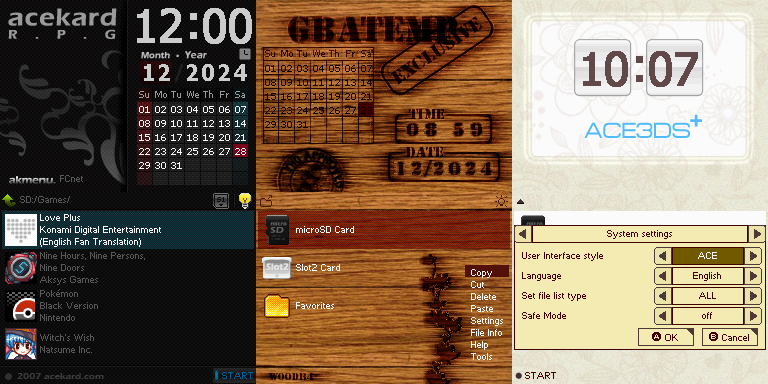 acekard
R . P . G
12:00
Month • Year
12 / 2024
Su Mo Tu We Th Fr Sa
01 02 03 04 05 06 07
08 09 10 11 12 13 14
15 16 17 18 19 20 21
22 23 24 25 26 27 28
29 30 31
akmenu. FCnet
SD:/Games/
Love Plus
Konami Digital Entertainment
(English Fan Translation)
Nine Hours, Nine Persons,
Nine Doors
Aksys Games
Pokémon
Black Version
Nintendo
Witch's Wish
Natsume Inc.
© 2007 acekard.com
START
GBATEMP
EXCLUSIVE
Su Mo Tu We Th Fr Sa
01 02 03 04 05 06 07
08 09 10 11 12 13 14
15 16 17 18 19 20 21
22 23 24 25 26 27
29 30 31
TIME
08 59
DATE
12/2024
microSD Card
Slot2
Slot2 Card
Favorites
Copy
Cut
Delete
Paste
Settings
File Info
Help
Tools
10:07
ACE3DS+
System settings
User Interface style
ACE
Language
English
Set file list type
ALL
Safe Mode
off
A OK
B Cancel
START